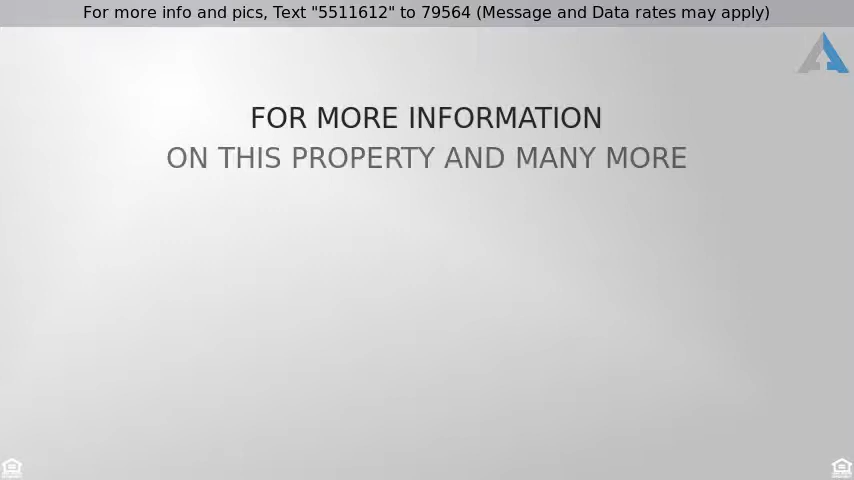 For more info and pics, Text "5511612" to 79564 (Message and Data rates may apply)
FOR MORE INFORMATION
ON THIS PROPERTY AND MANY MORE